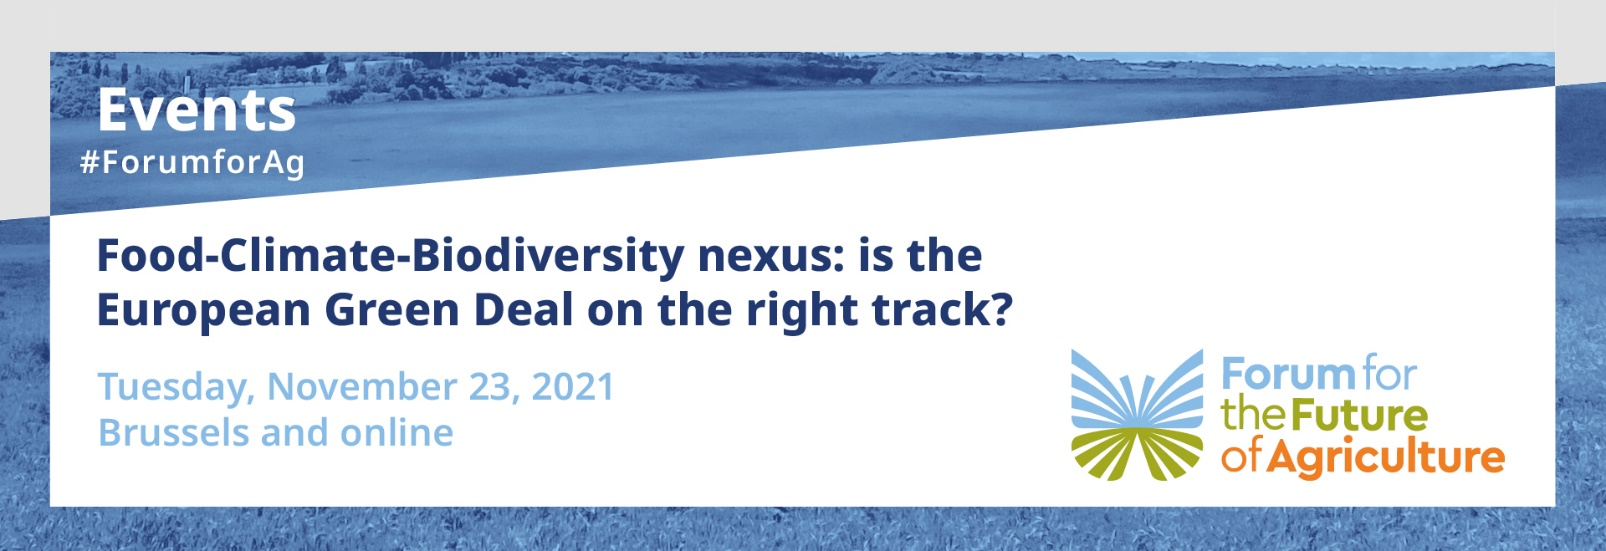 Events
#ForumforAg
Food-Climate-Biodiversity nexus: is the
European Green Deal on the right track?
Tuesday, November 23, 2021
Brussels and online
Forum for
the Future
of Agriculture